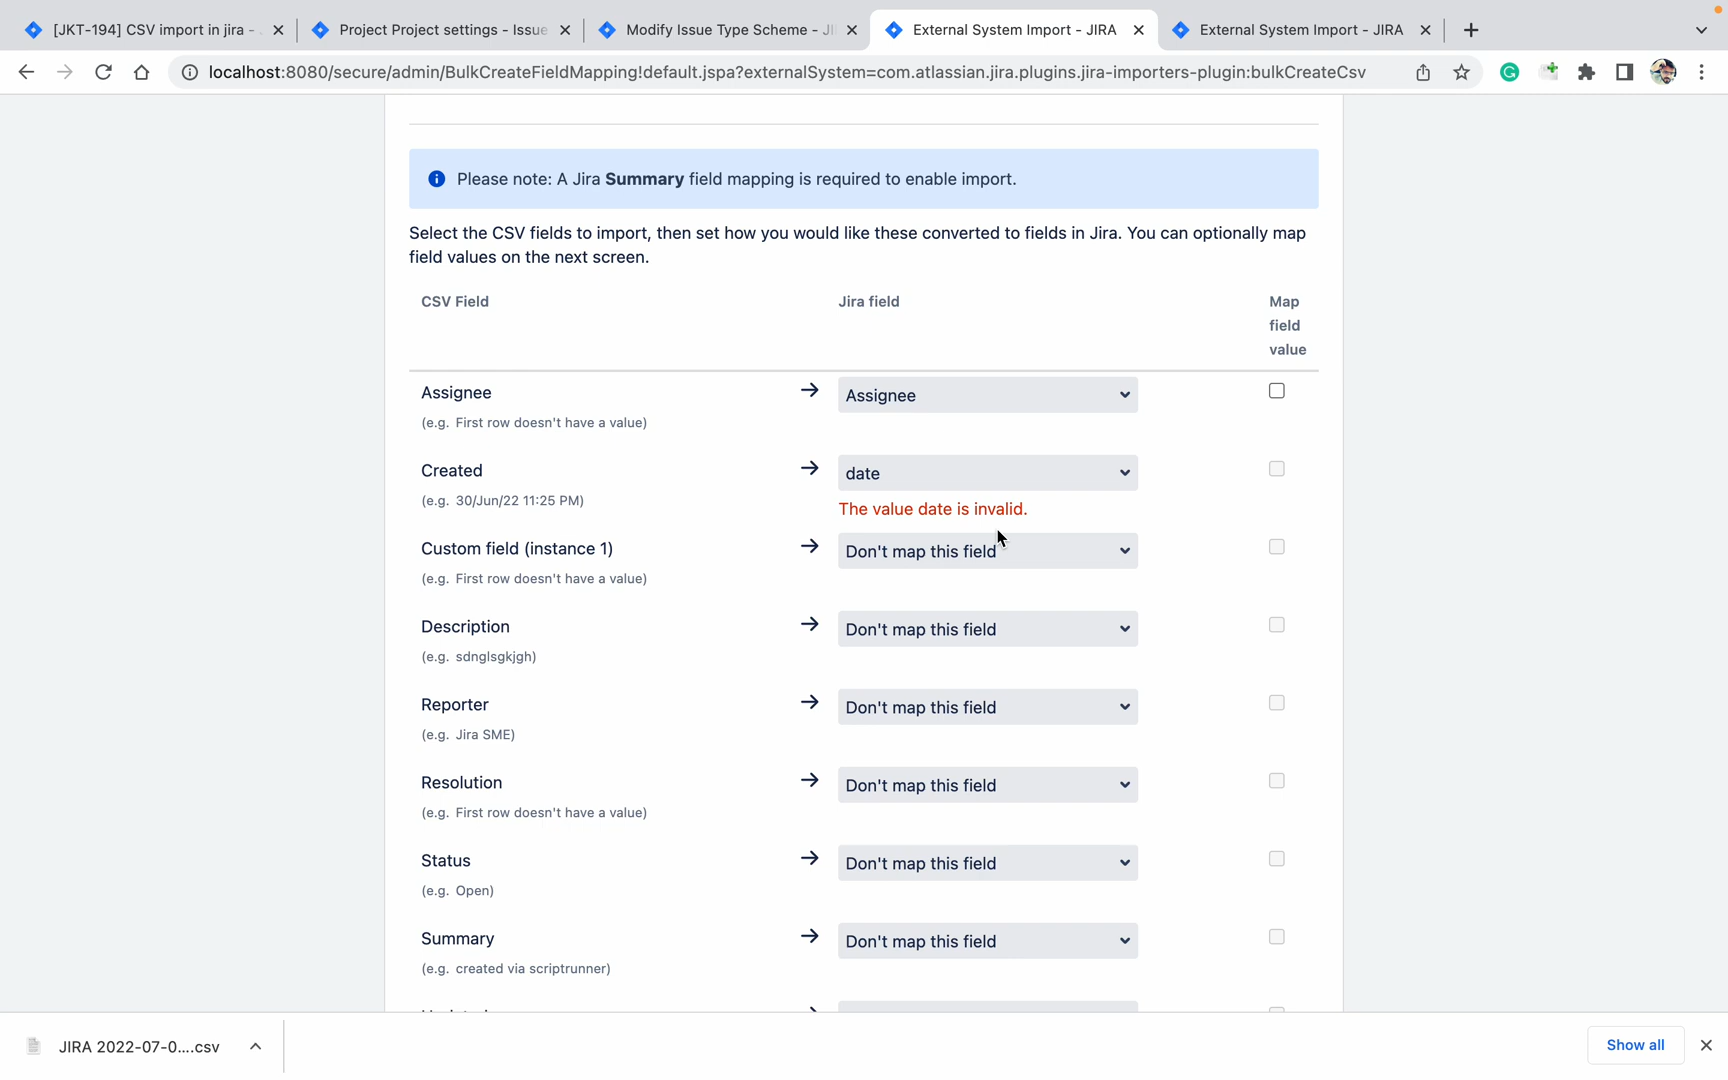 [JKT-194] CSV import in jira -
Project Project settings - Issue
Modify Issue Type Scheme - JI
External System Import - JIRA
External System Import - JIRA
localhost:8080/secure/admin/BulkCreateFieldMapping!default.jspa?externalSystem=com.atlassian.jira.plugins.jira-importers-plugin:bulkCreateCsv
Please note: A Jira Summary field mapping is required to enable import.
Select the CSV fields to import, then set how you would like these converted to fields in Jira. You can optionally map
field values on the next screen.
CSV Field
Jira field
Map
field
value
Assignee
Assignee
(e.g. First row doesn't have a value)
Created
date
(e.g. 30/Jun/22 11:25 PM)
The value date is invalid.
Custom field (instance 1)
Don't map this field
(e.g. First row doesn't have a value)
Description
Don't map this field
(e.g. sdnglsgkjgh)
Reporter
Don't map this field
(e.g. Jira SME)
Resolution
Don't map this field
(e.g. First row doesn't have a value)
Status
Don't map this field
(e.g. Open)
Summary
Don't map this field
(e.g. created via scriptrunner)
JIRA 2022-07-0....csv
Show all